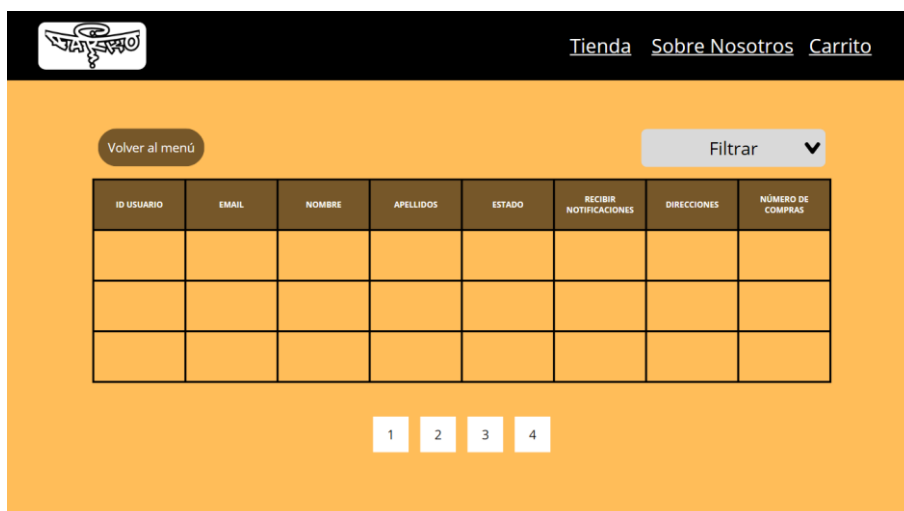 Tienda Sobre Nosotros Carrito
Volver al menú
Filtrar
ID USUARIO
EMAIL
NOMBRE
APELLIDOS
ESTADO
RECIBIR
NOTIFICACIONES
DIRECCIONES
NÚMERO DE
COMPRAS
1 2 3 4